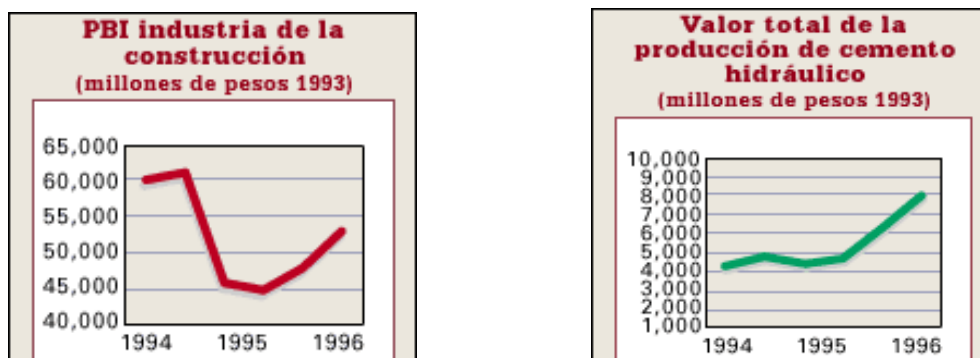 PBI industria de la
construcción
(millones de pesos 1993)
65,000
60,000
55,000
50,000
45,000
40,000
1994 1995 1996
Valor total de la
producción de cemento
hidráulico
(millones de pesos 1993)
10,000
9,000
8,000
7,000
6,000
5,000
4,000
3,000
2,000
1,000
1994 1995 1996